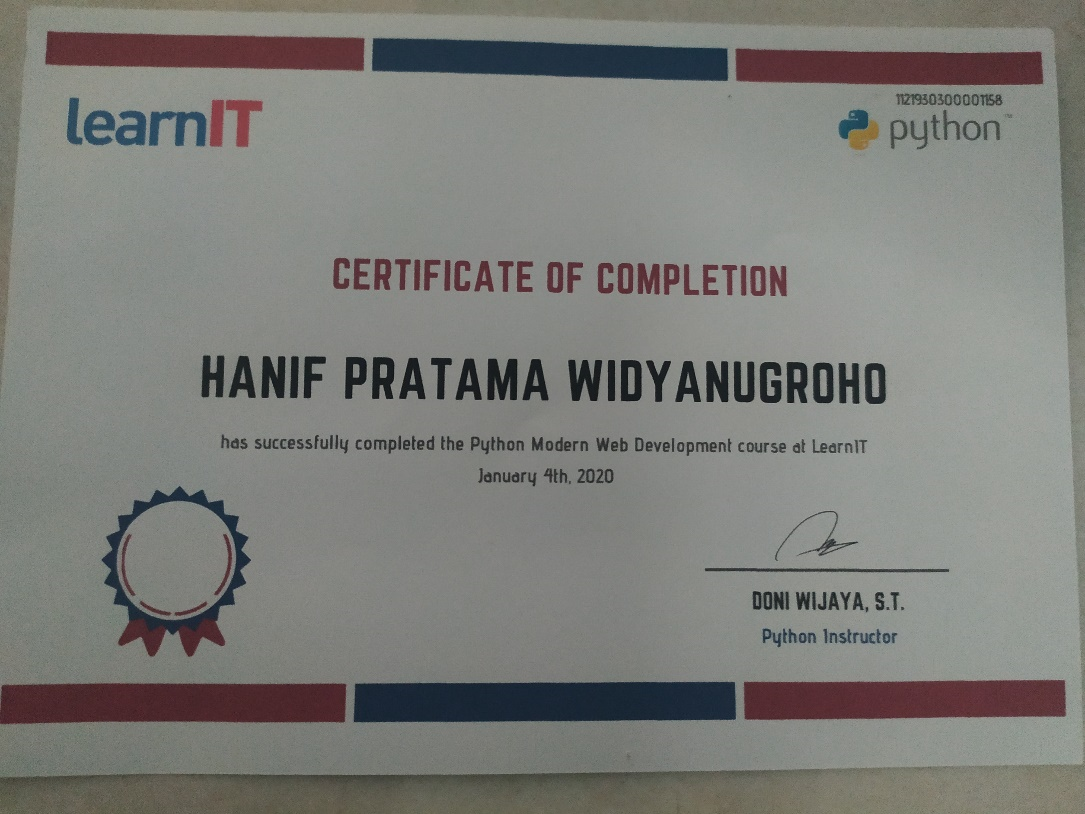 learnIT
1121930300001158
python™
CERTIFICATE OF COMPLETION
HANIF PRATAMA WIDYANUGROHO
has successfully completed the Python Modern Web Development course at LearnIT
January 4th, 2020
DONI WIJAYA, S.T.
Python Instructor